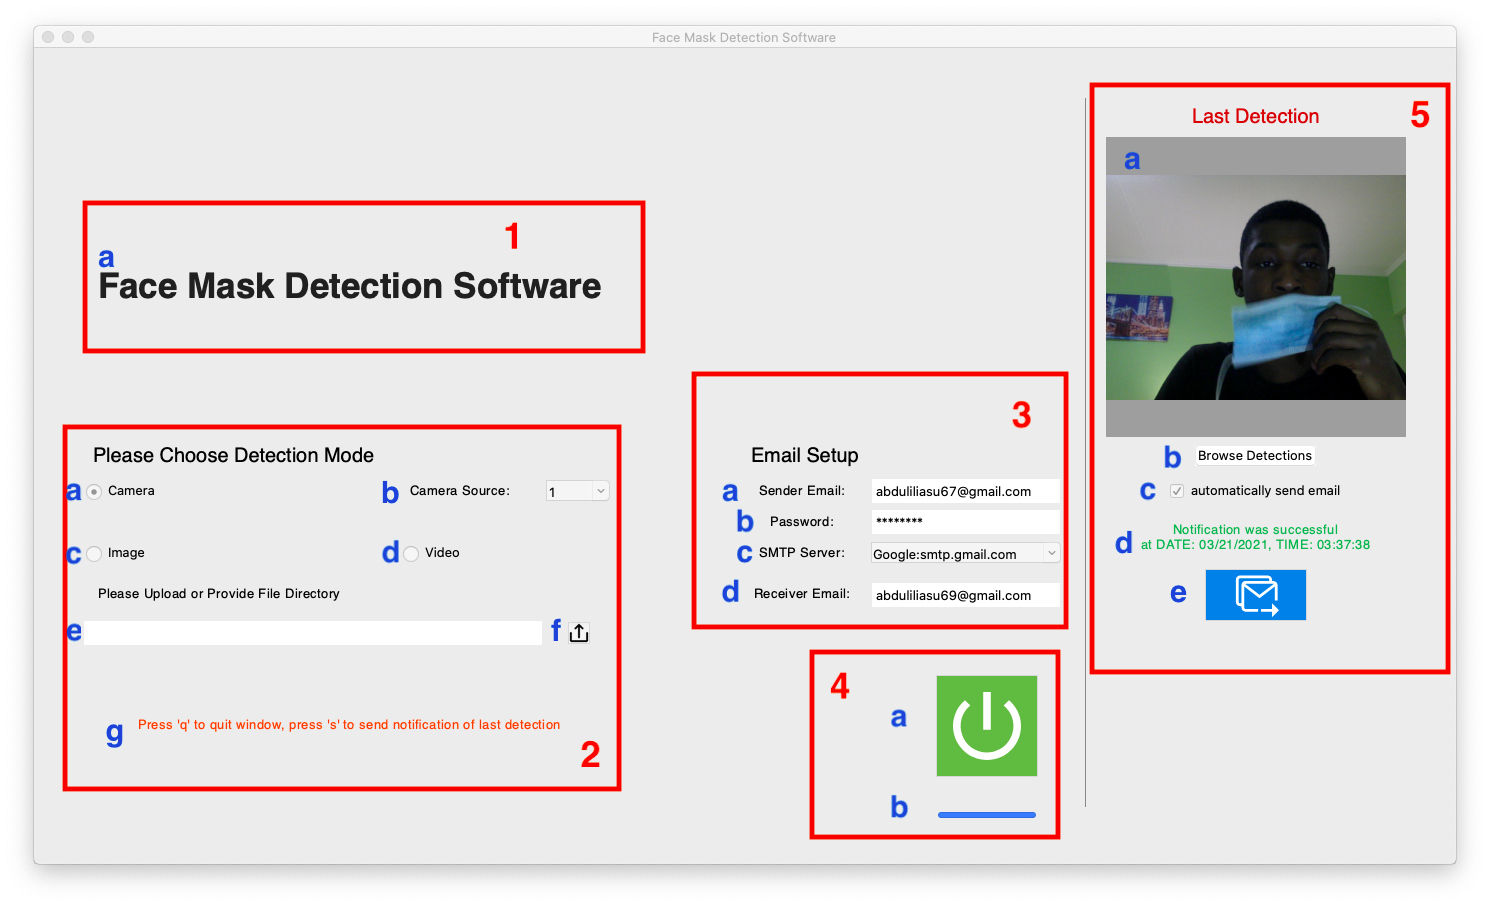 Face Mask Detection Software
1
a
Face Mask Detection Software
Please Choose Detection Mode
a Camera
b Camera Source: 1
c Image
d Video
Please Upload or Provide File Directory
e
f
g Press 'q' to quit window, press 's' to send notification of last detection
2
3
Email Setup
a Sender Email: abduliliasu67@gmail.com
b Password: ********
c SMTP Server: Google:smtp.gmail.com
d Receiver Email: abduliliasu69@gmail.com
4
a
b
Last Detection
5
a
b Browse Detections
c automatically send email
d Notification was successful
at DATE: 03/21/2021, TIME: 03:37:38
e